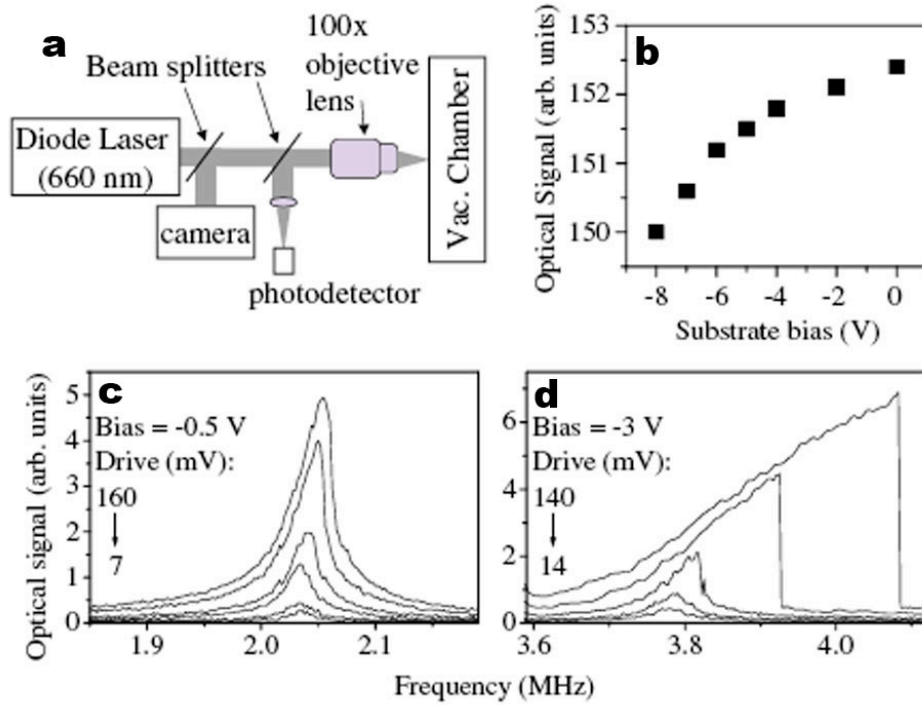 a
Beam splitters
100x
objective
lens
Diode Laser
(660 nm)
camera
photodetector
Vac. Chamber
b
Optical Signal (arb. units)
153
152
151
150
-8 -6 -4 -2 0
Substrate bias (V)
c
Optical signal (arb. units)
5
4
3
2
1
0
Bias = -0.5 V
Drive (mV):
160
7
1.9 2.0 2.1
d
6
4
2
0
Bias = -3 V
Drive (mV):
140
14
3.6 3.8 4.0
Frequency (MHz)